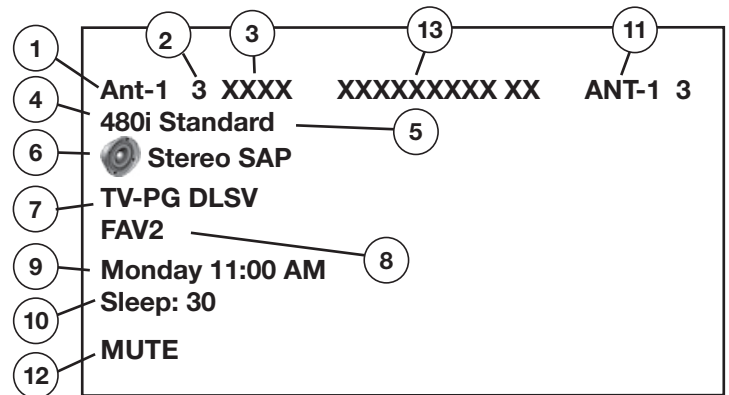 1 2 3 13 11
Ant-1 3 XXXX XXXXXXXXX XX ANT-1 3
4 480i Standard 5
6 Stereo SAP
7 TV-PG DLSV
FAV2 8
9 Monday 11:00 AM
10 Sleep: 30
12 MUTE